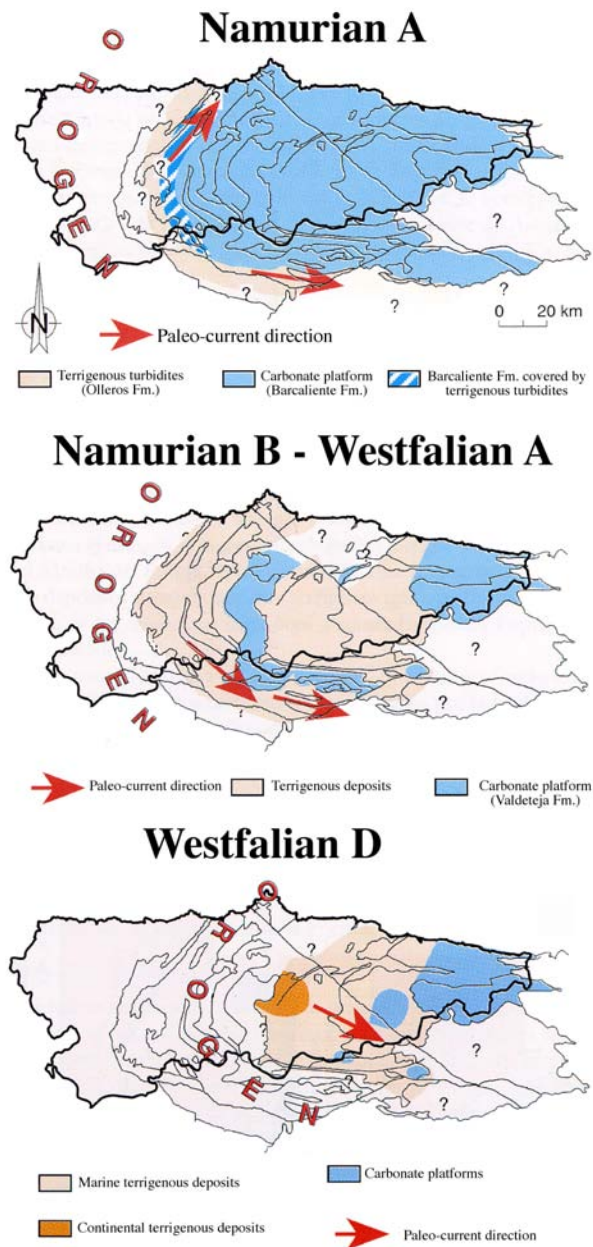 Namurian A
O
R
O
G
E
N
?
?
?
?
?
?
?
N
0 20 km
Paleo-current direction
Terrigenous turbidites
(Olleros Fm.)
Carbonate platform
(Barcaliente Fm.)
Barcaliente Fm. covered by
terrigenous turbidites
Namurian B - Westfalian A
O
R
O
G
E
N
?
?
?
?
?
Paleo-current direction
Terrigenous deposits
Carbonate platform
(Valdeteja Fm.)
Westfalian D
O
R
O
G
E
N
?
?
?
?
?
Marine terrigenous deposits
Carbonate platforms
Continental terrigenous deposits
Paleo-current direction